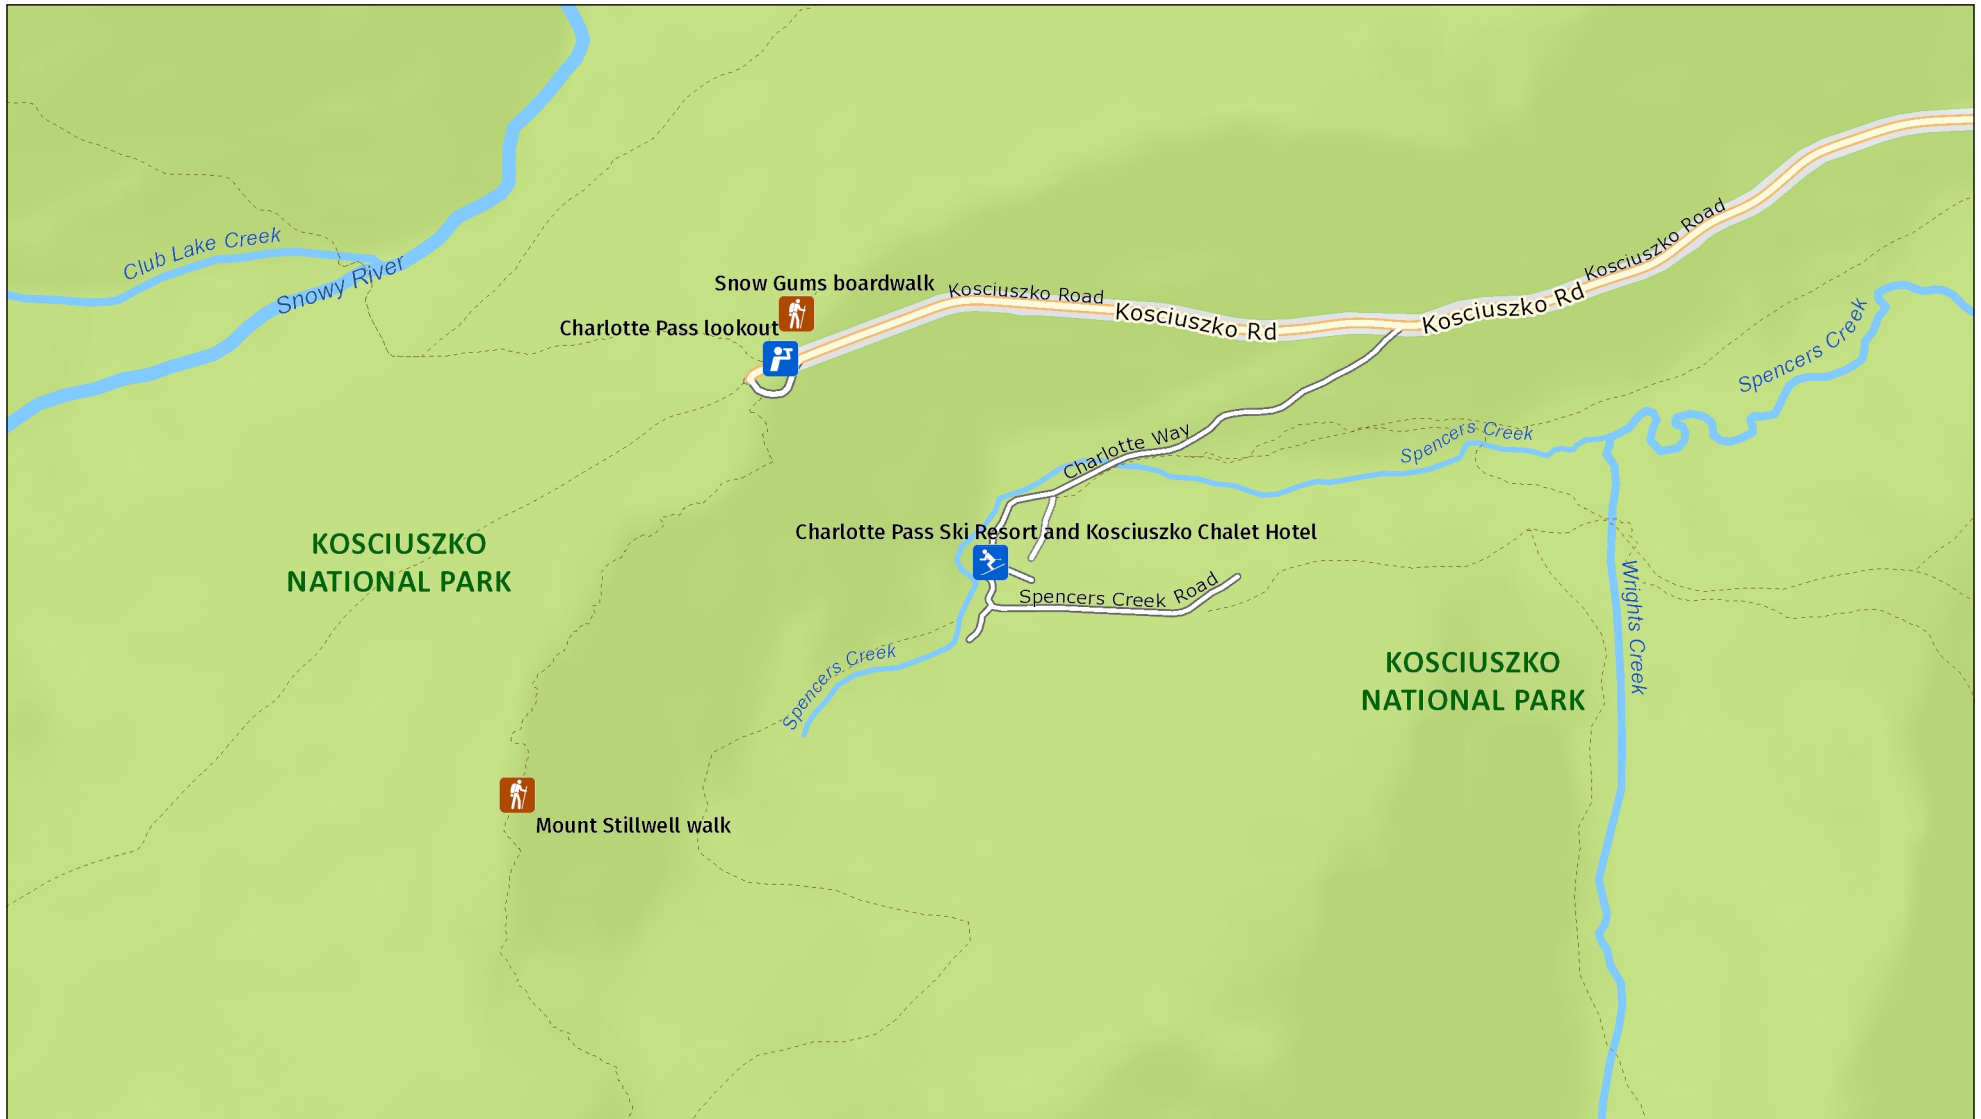 Club Lake Creek
Snowy River
Snow Gums boardwalk
Charlotte Pass lookout
Kosciuszko Road
Kosciuszko Rd
Kosciuszko Rd
Kosciuszko Road
Spencers Creek
Spencers Creek
Charlotte Way
Charlotte Pass Ski Resort and Kosciuszko Chalet Hotel
KOSCIUSZKO
NATIONAL PARK
Spencers Creek Road
Wrights Creek
Spencers Creek
KOSCIUSZKO
NATIONAL PARK
Mount Stillwell walk